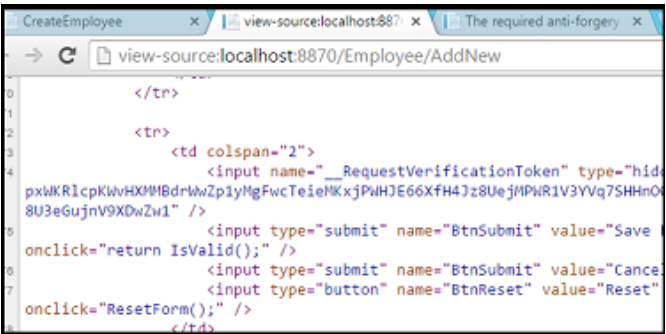 CreateEmployee × view-source:localhost:887 × The required anti-forgery ×
view-source:localhost:8870/Employee/AddNew
</tr>
<tr>
<td colspan="2">
<input name="__RequestVerificationToken" type="hid
pxWKRlcpKWvHXMMBdrWwZp1yMgFwcTeieMKxjPWHJE66XfH4Jz8UejMPWR1V3YVq7SHHnO
8U3eGujnV9XDwZw1" />
<input type="submit" name="BtnSubmit" value="Save
onclick="return IsValid();" />
<input type="submit" name="BtnSubmit" value="Cancel
<input type="button" name="BtnReset" value="Reset"
onclick="ResetForm();" />
</td>